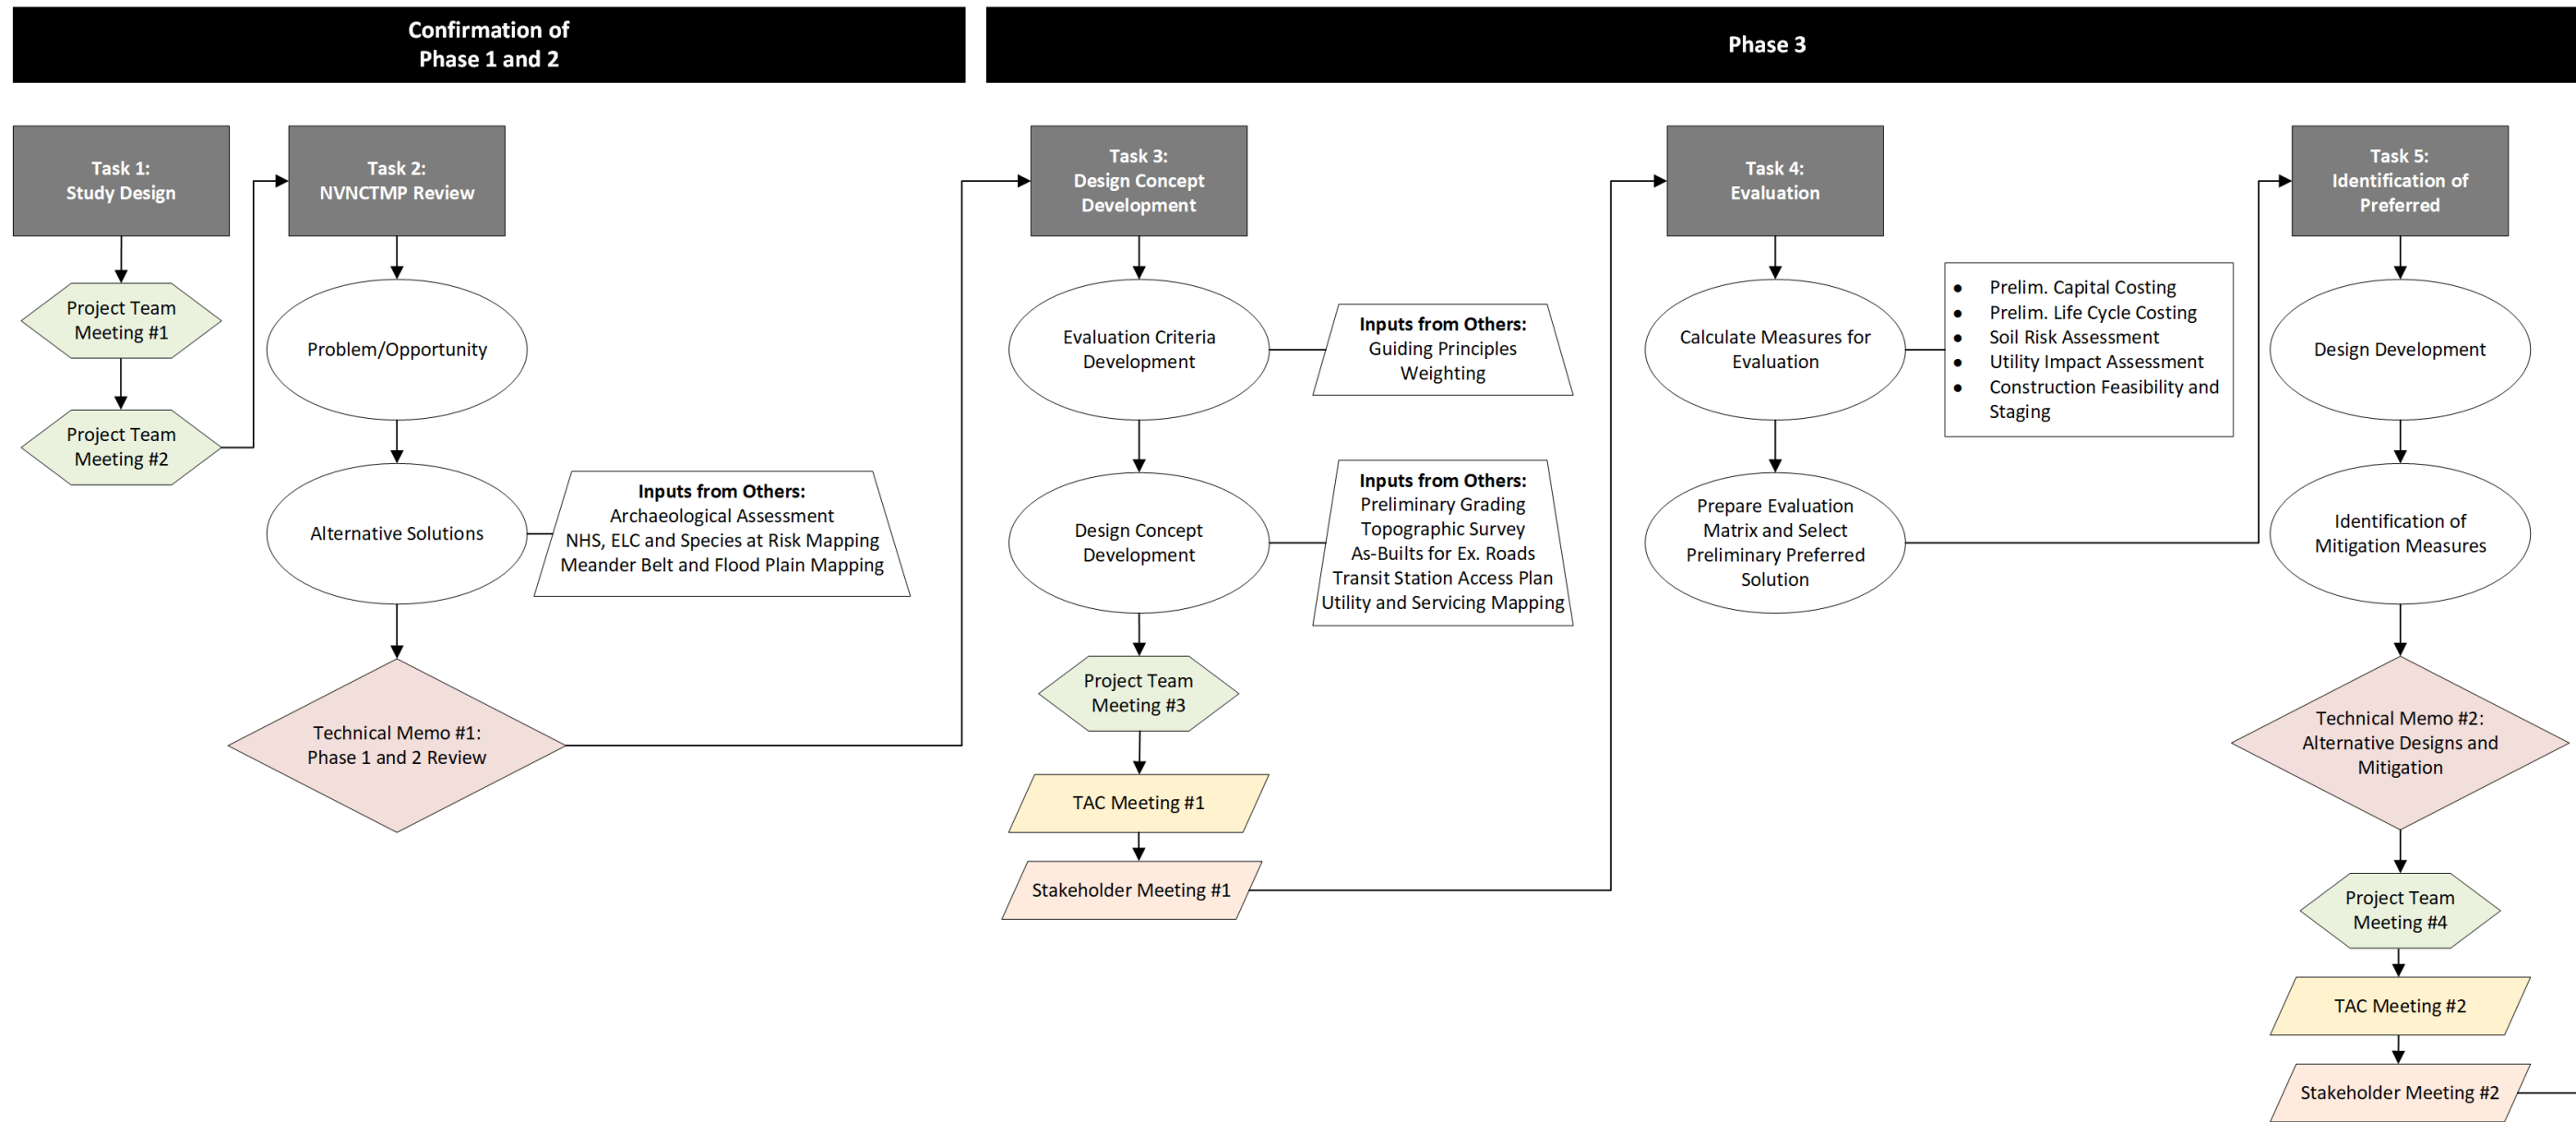 Confirmation of
Phase 1 and 2
Phase 3
Task 1:
Study Design
Project Team
Meeting #1
Project Team
Meeting #2
Task 2:
NVNCTMP Review
Problem/Opportunity
Alternative Solutions
Inputs from Others:
Archaeological Assessment
NHS, ELC and Species at Risk Mapping
Meander Belt and Flood Plain Mapping
Technical Memo #1:
Phase 1 and 2 Review
Task 3:
Design Concept
Development
Evaluation Criteria
Development
Inputs from Others:
Guiding Principles
Weighting
Design Concept
Development
Inputs from Others:
Preliminary Grading
Topographic Survey
As-Builts for Ex. Roads
Transit Station Access Plan
Utility and Servicing Mapping
Project Team
Meeting #3
TAC Meeting #1
Stakeholder Meeting #1
Task 4:
Evaluation
Calculate Measures for
Evaluation
● Prelim. Capital Costing
● Prelim. Life Cycle Costing
● Soil Risk Assessment
● Utility Impact Assessment
● Construction Feasibility and
Staging
Prepare Evaluation
Matrix and Select
Preliminary Preferred
Solution
Task 5:
Identification of
Preferred
Design Development
Identification of
Mitigation Measures
Technical Memo #2:
Alternative Designs and
Mitigation
Project Team
Meeting #4
TAC Meeting #2
Stakeholder Meeting #2